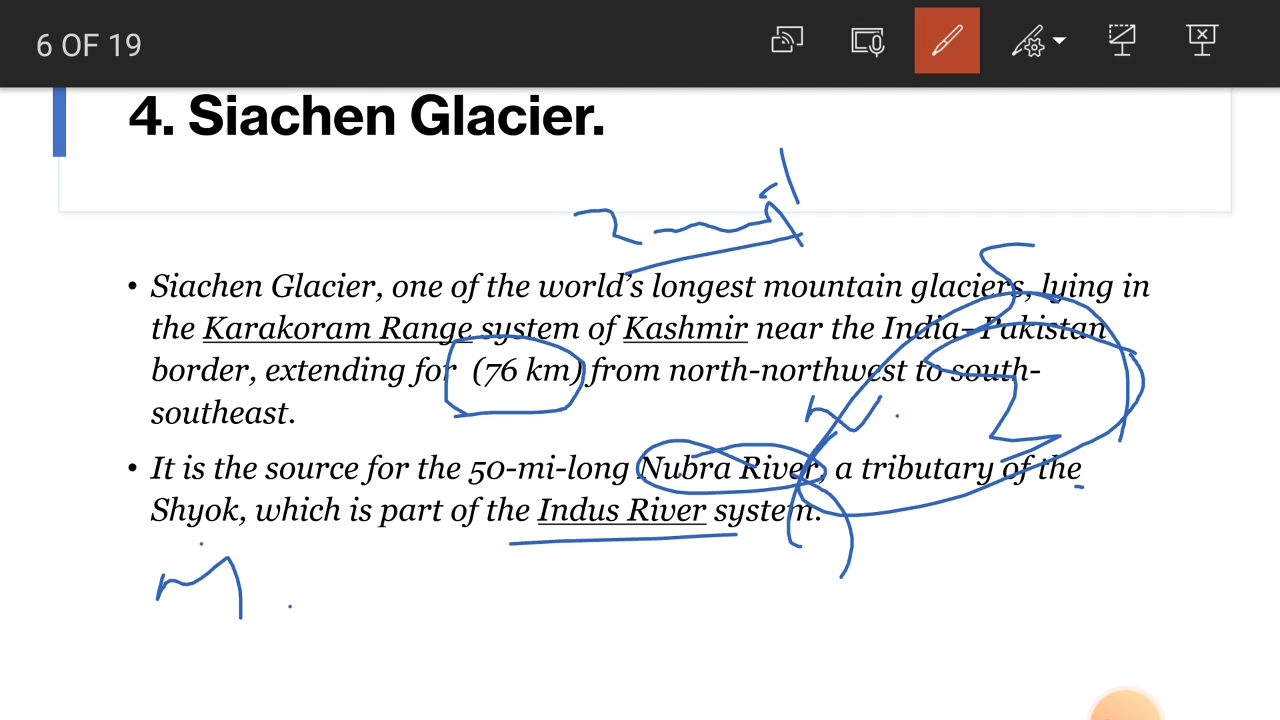 6 OF 19
4. Siachen Glacier.
2nd
• Siachen Glacier, one of the world's longest mountain glaciers, lying in
the Karakoram Range system of Kashmir near the India–Pakistan
border, extending for (76 km) from north-northwest to south-
southeast.
• It is the source for the 50-mi-long Nubra River, a tributary of the
Shyok, which is part of the Indus River system.